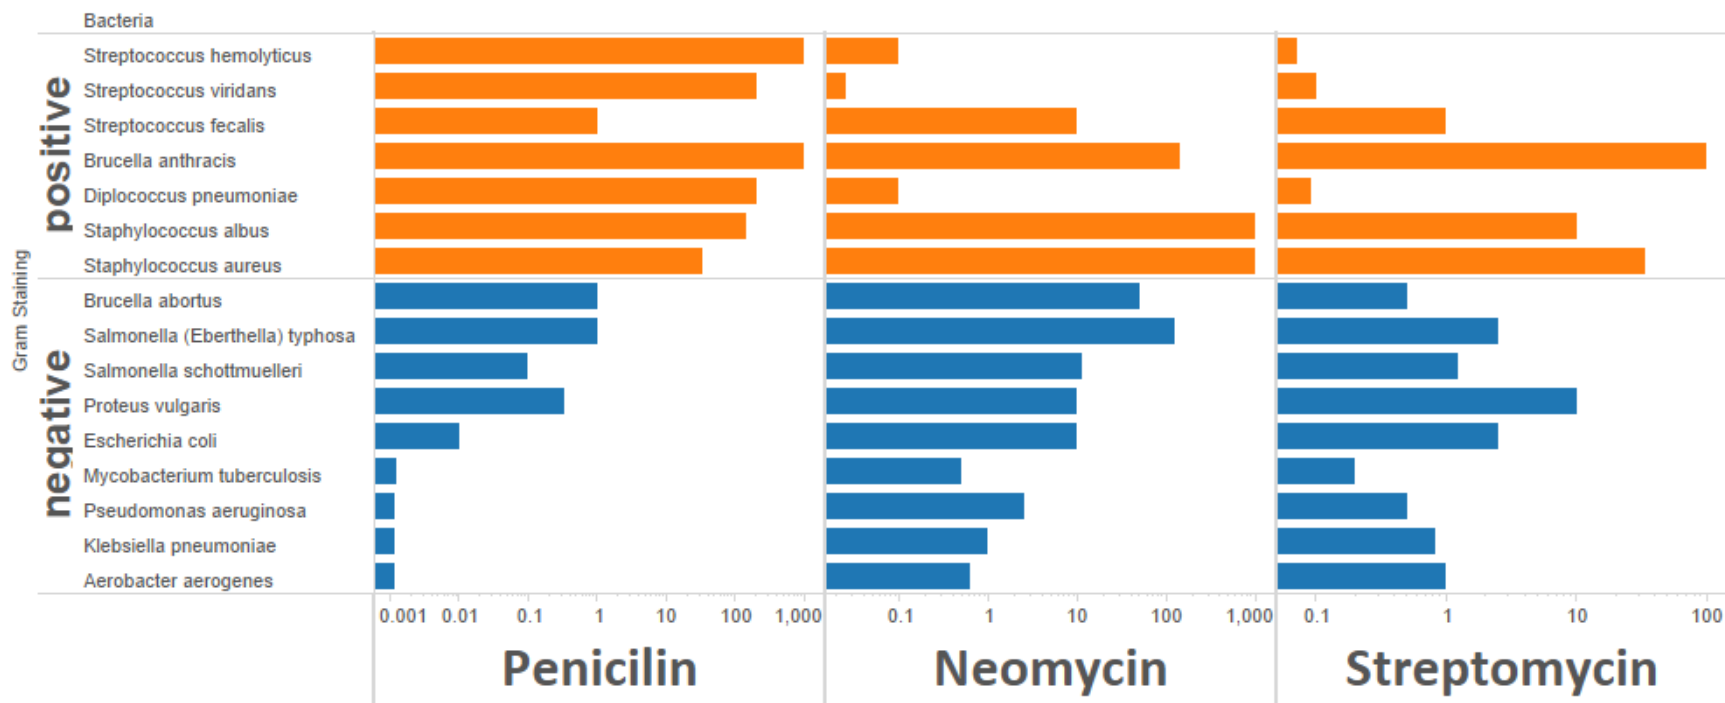 Bacteria
Gram Staining
positive
Streptococcus hemolyticus
Streptococcus viridans
Streptococcus fecalis
Brucella anthracis
Diplococcus pneumoniae
Staphylococcus albus
Staphylococcus aureus
negative
Brucella abortus
Salmonella (Eberthella) typhosa
Salmonella schottmuelleri
Proteus vulgaris
Escherichia coli
Mycobacterium tuberculosis
Pseudomonas aeruginosa
Klebsiella pneumoniae
Aerobacter aerogenes
0.001 0.01 0.1 1 10 100 1,000
0.1 1 10 100 1,000
0.1 1 10 100
Penicilin
Neomycin
Streptomycin